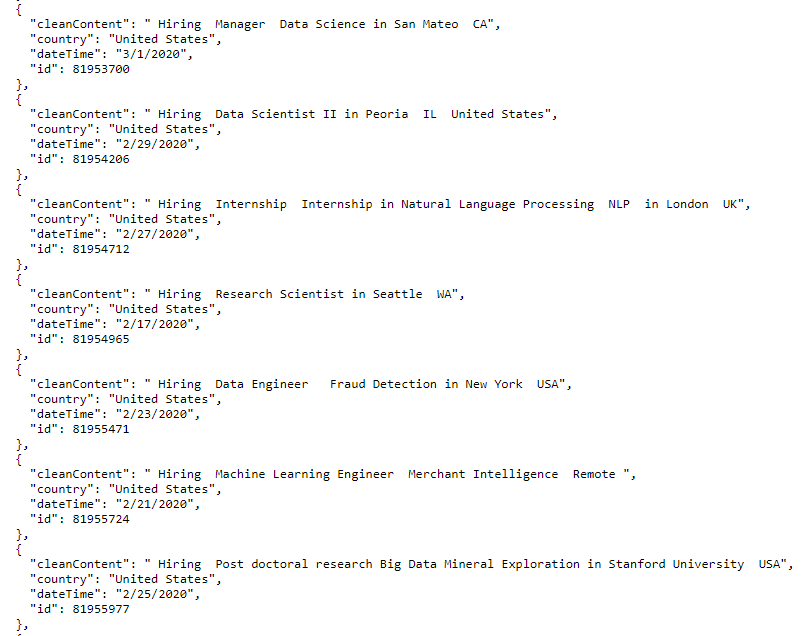 {
"cleanContent": " Hiring  Manager  Data Science in San Mateo  CA",
"country": "United States",
"dateTime": "3/1/2020",
"id": 81953700
},
{
"cleanContent": " Hiring  Data Scientist II in Peoria  IL  United States",
"country": "United States",
"dateTime": "2/29/2020",
"id": 81954206
},
{
"cleanContent": " Hiring  Internship  Internship in Natural Language Processing  NLP  in London  UK",
"country": "United States",
"dateTime": "2/27/2020",
"id": 81954712
},
{
"cleanContent": " Hiring  Research Scientist in Seattle  WA",
"country": "United States",
"dateTime": "2/17/2020",
"id": 81954965
},
{
"cleanContent": " Hiring  Data Engineer   Fraud Detection in New York  USA",
"country": "United States",
"dateTime": "2/23/2020",
"id": 81955471
},
{
"cleanContent": " Hiring  Machine Learning Engineer  Merchant Intelligence  Remote ",
"country": "United States",
"dateTime": "2/21/2020",
"id": 81955724
},
{
"cleanContent": " Hiring  Post doctoral research Big Data Mineral Exploration in Stanford University  USA",
"country": "United States",
"dateTime": "2/25/2020",
"id": 81955977
},